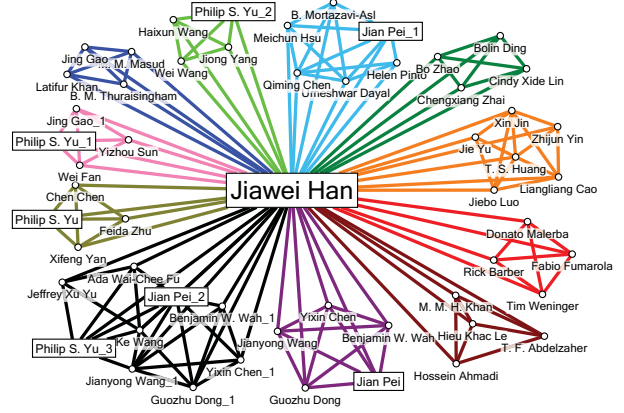 Philip S. Yu_2
B. Mortazavi-Asl
Haixun Wang
Meichun Hsu
Jian Pei_1
Bolin Ding
Jing Gao
M. M. Masud
Jiong Yang
Wei Wang
Helen Pinto
Bo Zhao
Cindy Xide Lin
Latifur Khan
B. M. Thuraisingham
Qiming Chen
Umeshwar Dayal
Chengxiang Zhai
Jing Gao_1
Xin Jin
Philip S. Yu_1
Yizhou Sun
Jie Yu
Zhijun Yin
T. S. Huang
Wei Fan
Chen Chen
Jiawei Han
Liangliang Cao
Jiebo Luo
Philip S. Yu
Feida Zhu
Donato Malerba
Xifeng Yan
Rick Barber
Fabio Fumarola
Ada Wai-Chee Fu
Jeffrey Xu Yu
Jian Pei_2
Tim Weninger
Benjamin W. Wah_1
Yixin Chen
M. M. H. Khan
Ke Wang
Jianyong Wang
Benjamin W. Wah
Hieu Khac Le
Philip S. Yu_3
T. F. Abdelzaher
Jianyong Wang_1
Yixin Chen_1
Hossein Ahmadi
Guozhu Dong_1
Guozhu Dong
Jian Pei